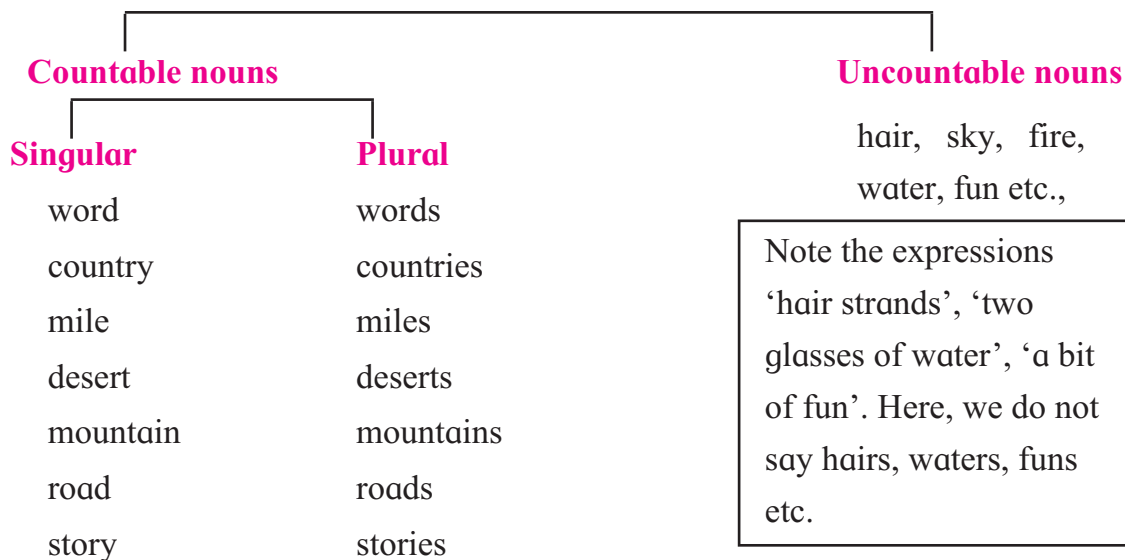 Countable nouns
Uncountable nouns
Singular
Plural
word
words
country
countries
mile
miles
desert
deserts
mountain
mountains
road
roads
story
stories
hair, sky, fire,
water, fun etc.,
Note the expressions
‘hair strands’, ‘two
glasses of water’, ‘a bit
of fun’. Here, we do not
say hairs, waters, funs
etc.